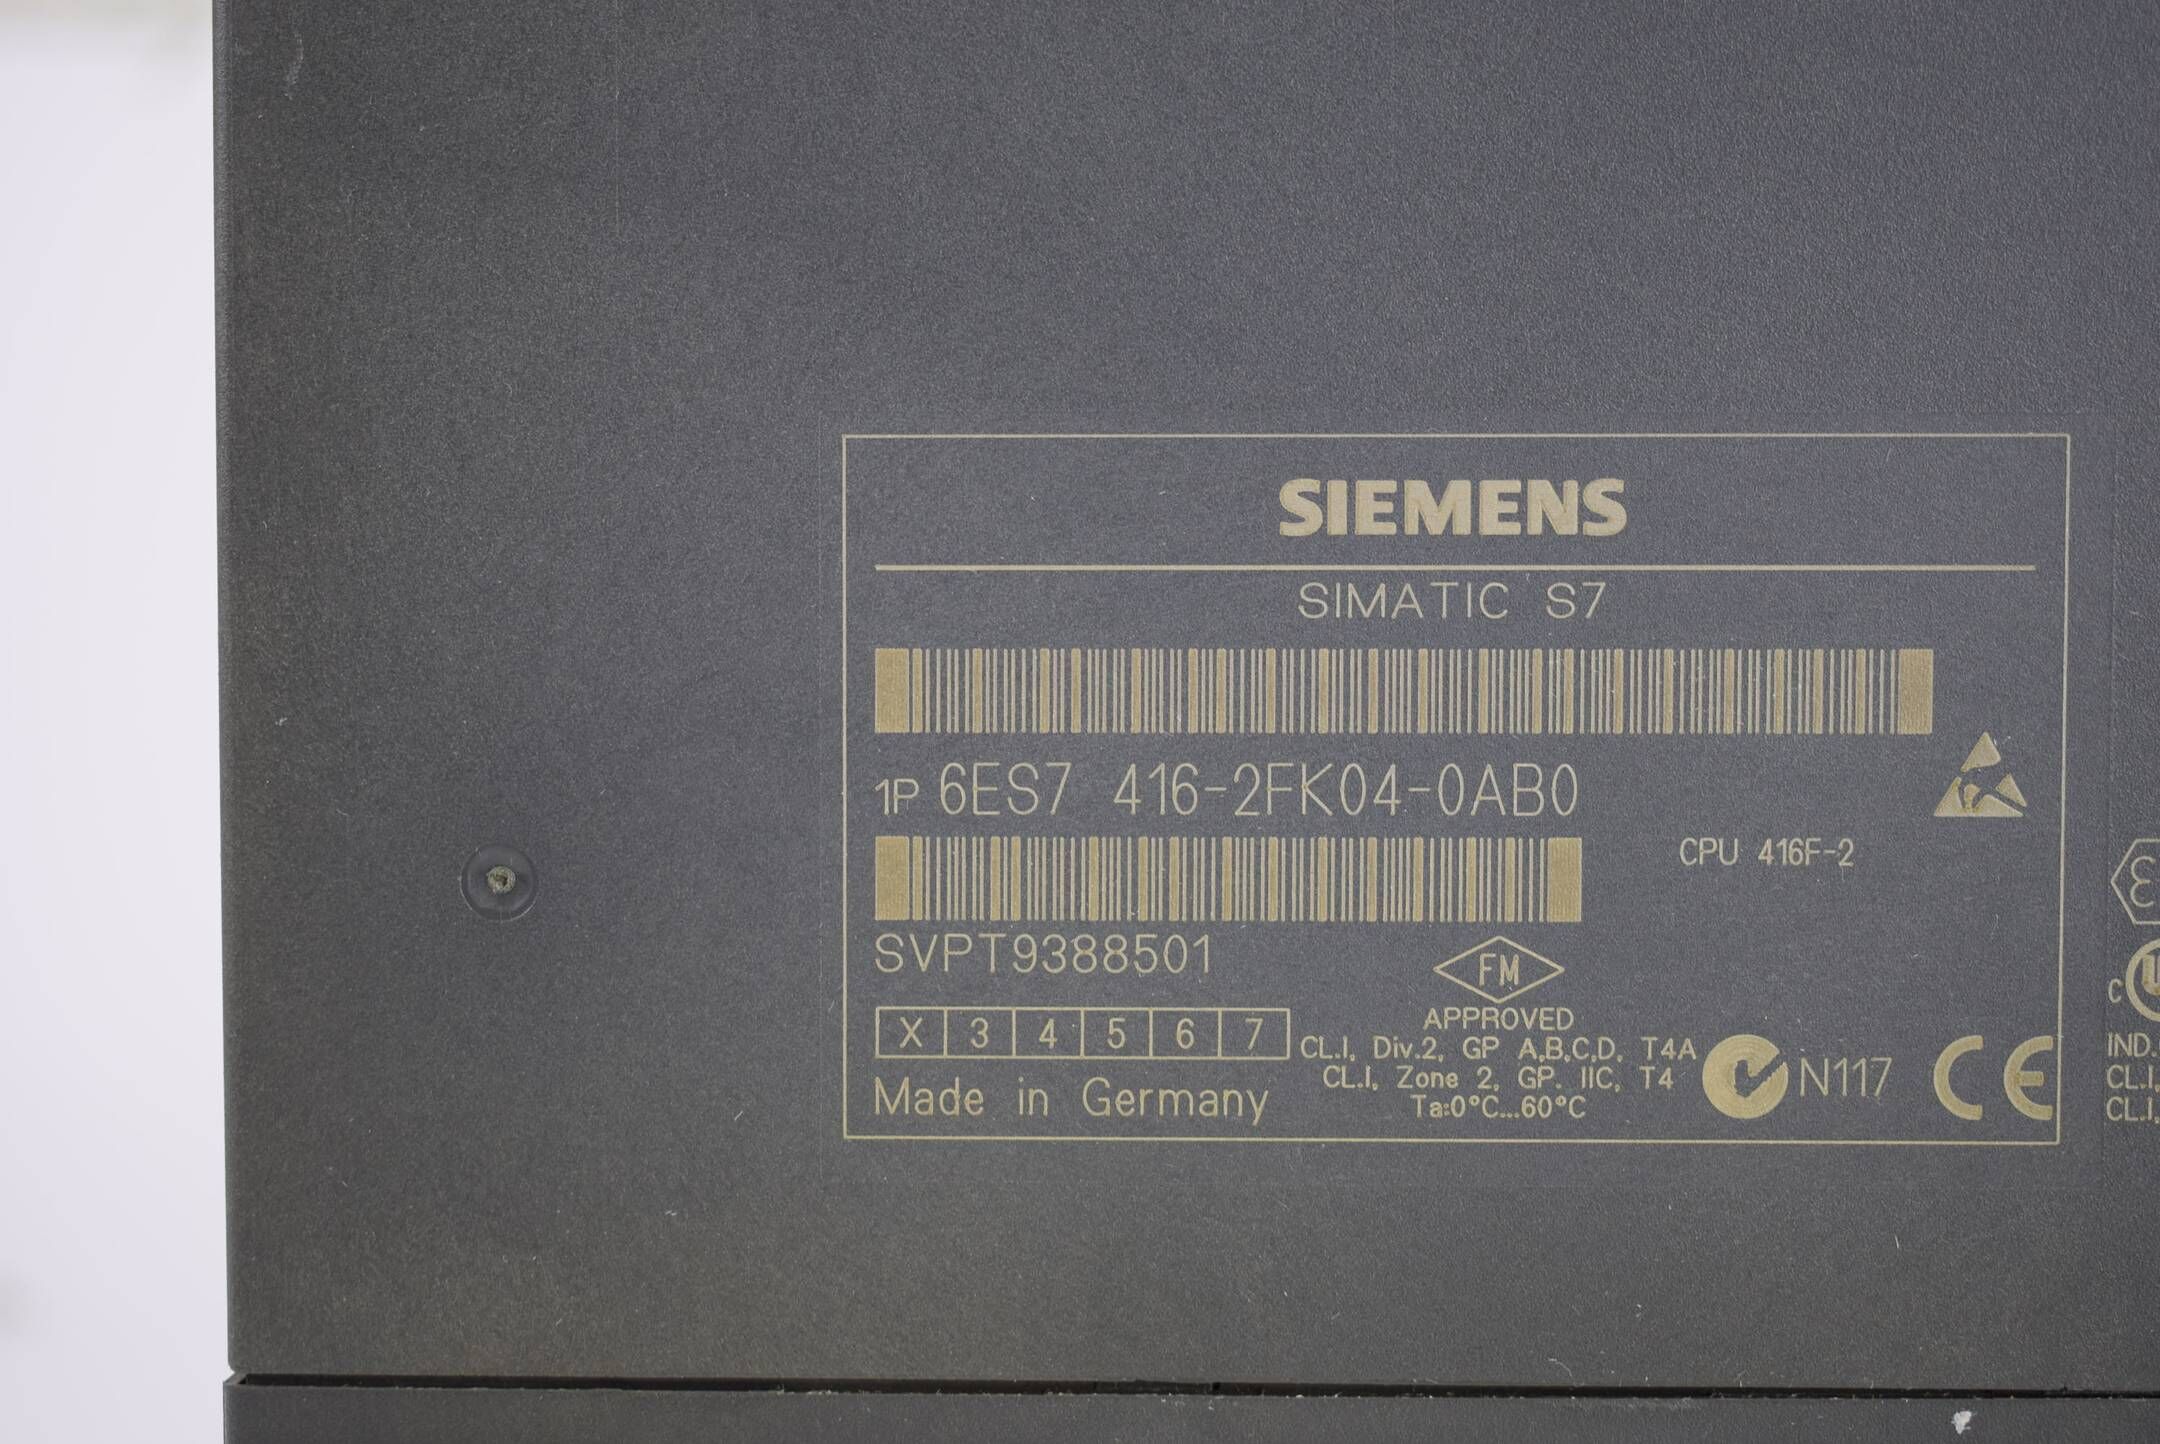 SIEMENS
SIMATIC S7
1P 6ES7 416-2FK04-0AB0
CPU 416F-2
SVPT9388501
FM
APPROVED
X 3 4 5 6 7
CL.I, Div.2, GP A,B,C,D, T4A
CL.I, Zone 2, GP. IIC, T4
Ta:0°C...60°C
Made in Germany
N117
CE
c
IND.
CL.I,
CL.I,